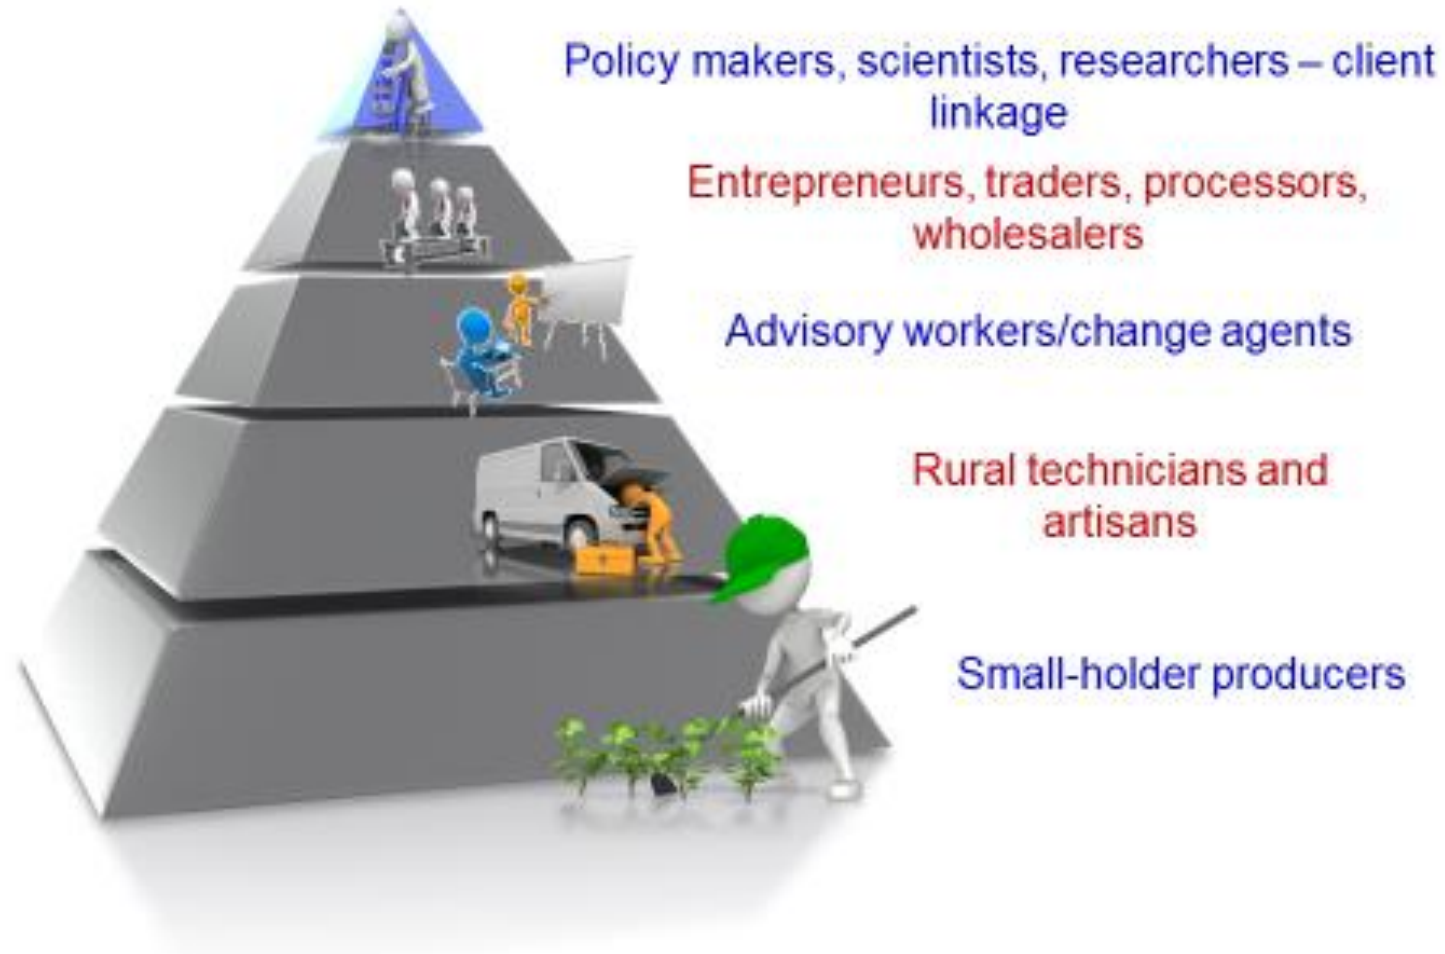 Policy makers, scientists, researchers – client
linkage
Entrepreneurs, traders, processors,
wholesalers
Advisory workers/change agents
Rural technicians and
artisans
Small-holder producers